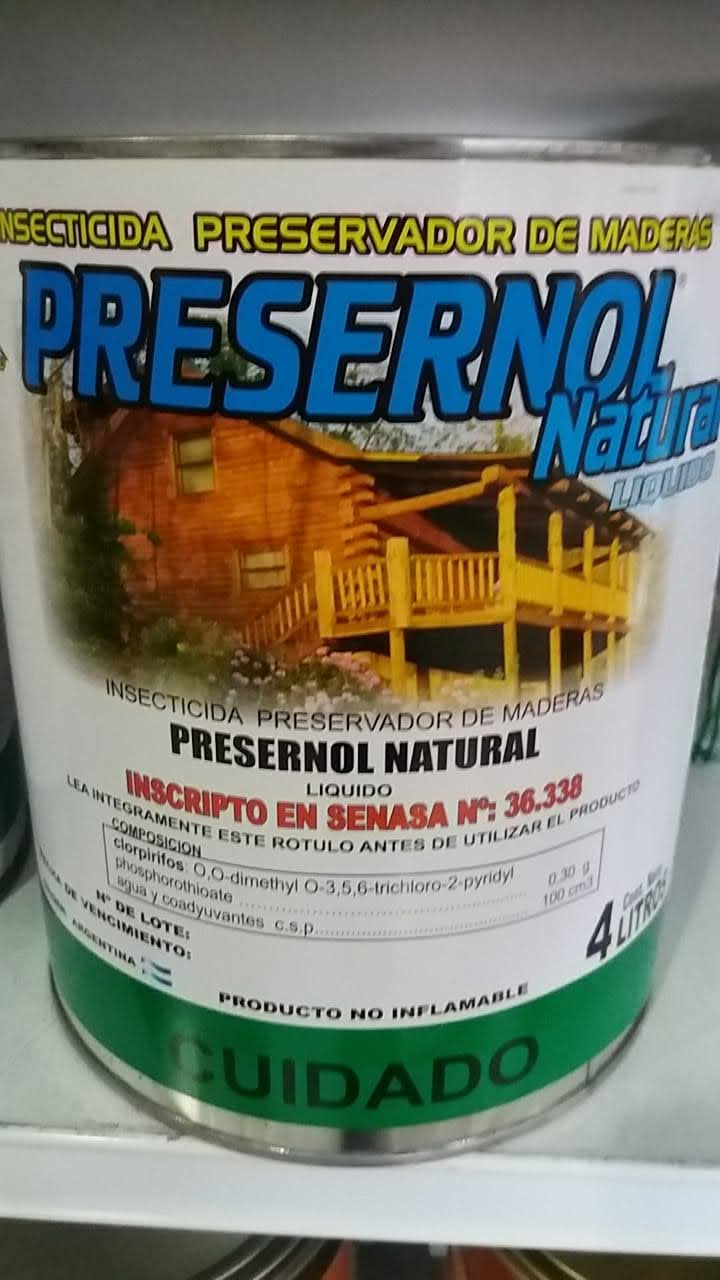 INSECTICIDA PRESERVADOR DE MADERAS
PRESERNOL
Natural
LIQUIDO
INSECTICIDA PRESERVADOR DE MADERAS
PRESERNOL NATURAL
LIQUIDO
INSCRIPTO EN SENASA Nº: 36.338
LEA INTEGRAMENTE ESTE ROTULO ANTES DE UTILIZAR EL PRODUCTO
COMPOSICION
clorpirifos: O,O-dimethyl O-3,5,6-trichloro-2-pyridyl
phosphorothioate ........................ 0.30 g
agua y coadyuvantes c.s.p........................ 100 cm3
Nº DE LOTE:
DE VENCIMIENTO:
ARGENTINA
Cont. Neto
4 LITROS
PRODUCTO NO INFLAMABLE
CUIDADO